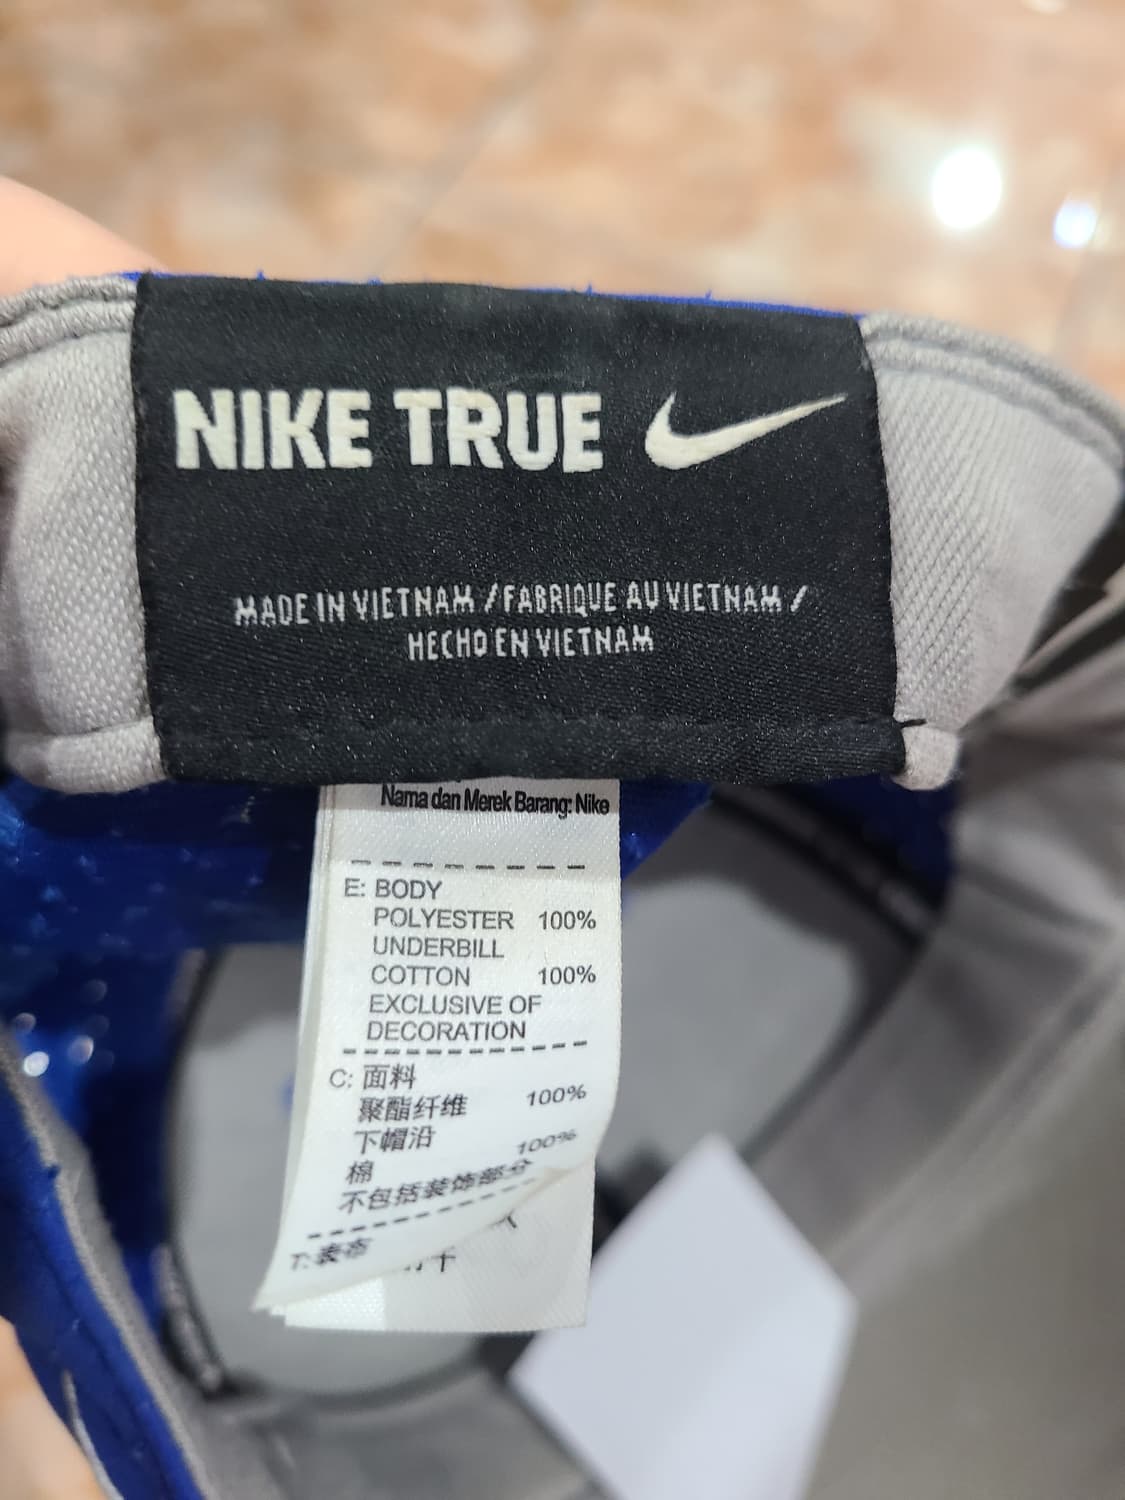 NIKE TRUE
MADE IN VIETNAM / FABRIQUE AU VIETNAM /
HECHO EN VIETNAM
Nama dan Merek Barang: Nike
E: BODY
POLYESTER 100%
UNDERBILL
COTTON 100%
EXCLUSIVE OF
DECORATION
C: 面料
聚酯纤维 100%
下帽沿
棉 100%
不包括装饰部分
T: 表布